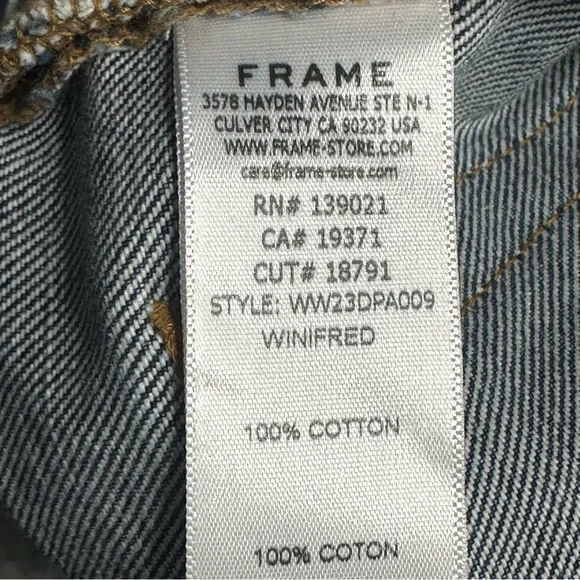 FRAME
3578 HAYDEN AVENUE STE N-1
CULVER CITY CA 90232 USA
WWW.FRAME-STORE.COM
care@frame-store.com
RN# 139021
CA# 19371
CUT# 18791
STYLE: WW23DPA009
WINIFRED
100% COTTON
100% COTON